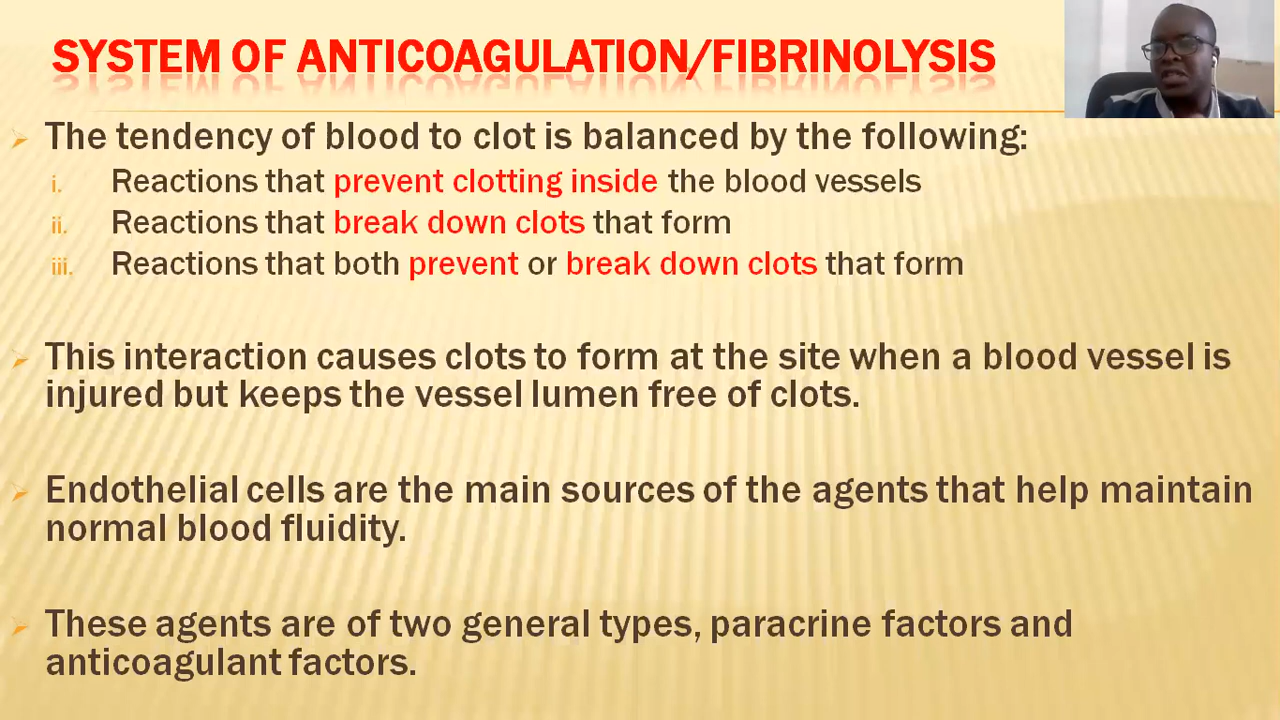 SYSTEM OF ANTICOAGULATION/FIBRINOLYSIS
The tendency of blood to clot is balanced by the following:
i. Reactions that prevent clotting inside the blood vessels
ii. Reactions that break down clots that form
iii. Reactions that both prevent or break down clots that form
This interaction causes clots to form at the site when a blood vessel is
injured but keeps the vessel lumen free of clots.
Endothelial cells are the main sources of the agents that help maintain
normal blood fluidity.
These agents are of two general types, paracrine factors and
anticoagulant factors.